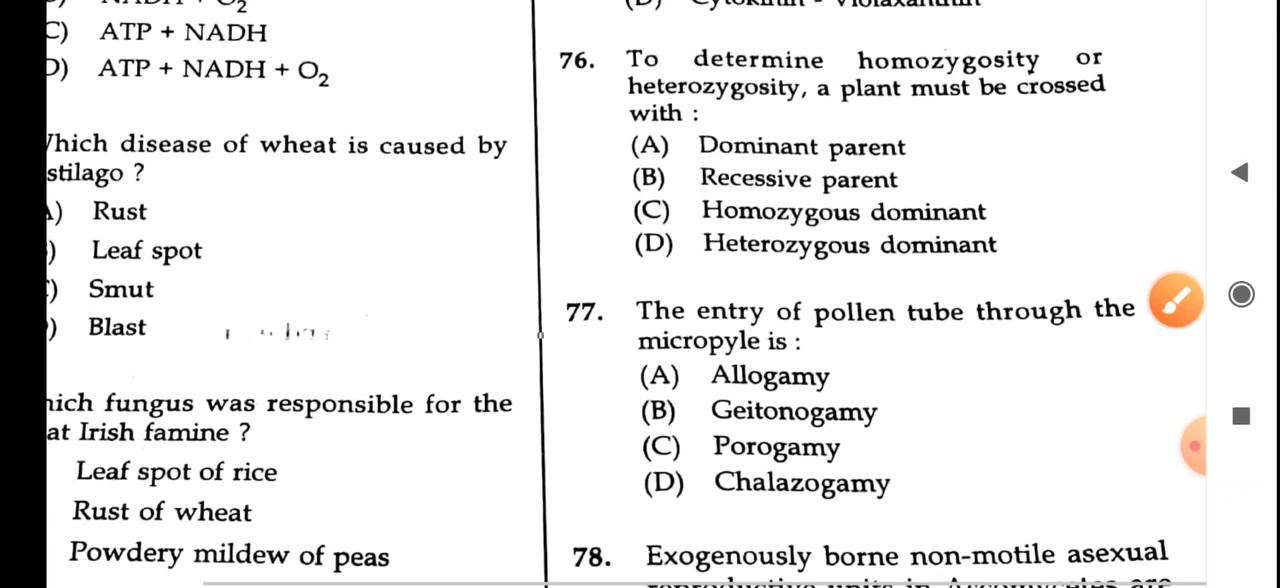 C) ATP + NADH
D) ATP + NADH + O₂
Which disease of wheat is caused by
stilago ?
) Rust
) Leaf spot
) Smut
) Blast
hich fungus was responsible for the
at Irish famine ?
Leaf spot of rice
Rust of wheat
Powdery mildew of peas
76. To determine homozygosity or
heterozygosity, a plant must be crossed
with :
(A) Dominant parent
(B) Recessive parent
(C) Homozygous dominant
(D) Heterozygous dominant
77. The entry of pollen tube through the
micropyle is :
(A) Allogamy
(B) Geitonogamy
(C) Porogamy
(D) Chalazogamy
78. Exogenously borne non-motile asexual